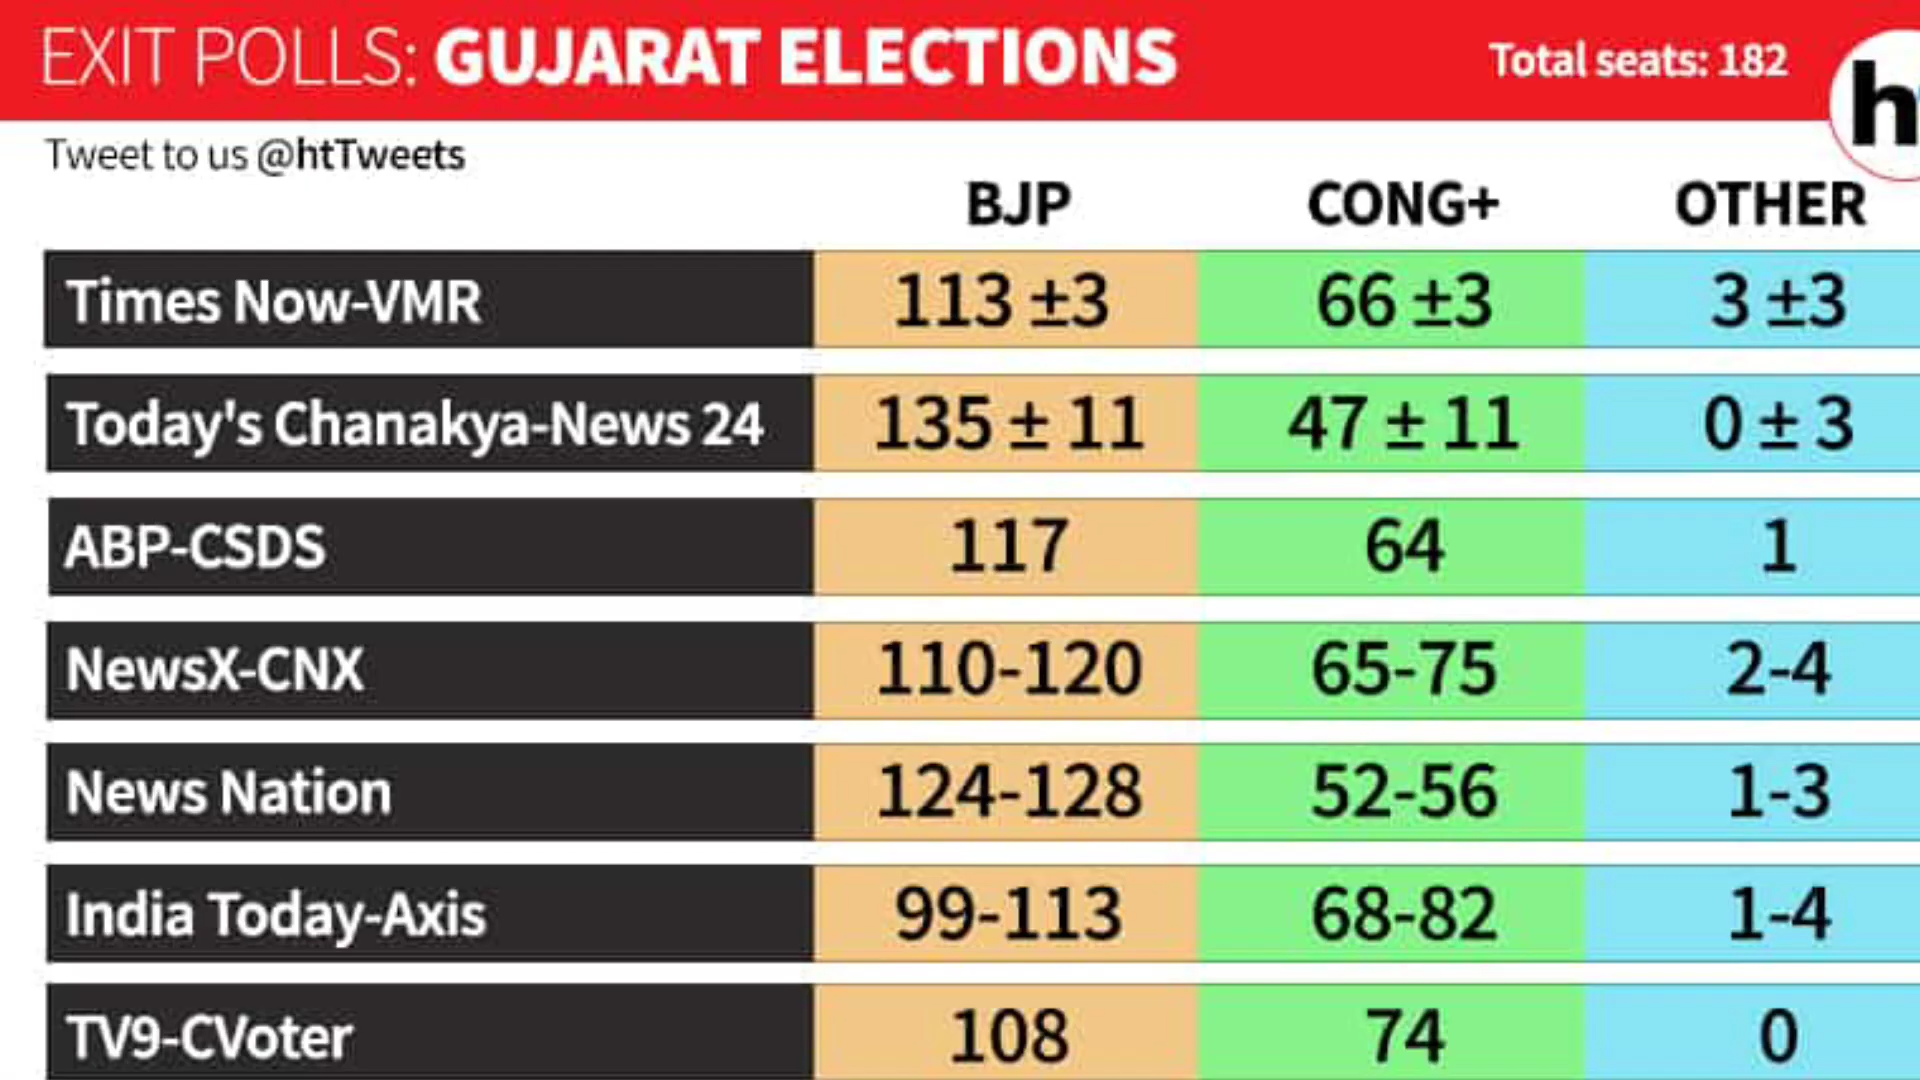 EXIT POLLS: GUJARAT ELECTIONS Total seats: 182
h
Tweet to us @htTweets
BJP CONG+ OTHER
Times Now-VMR 113 ±3 66 ±3 3 ±3
Today's Chanakya-News 24 135 ± 11 47 ± 11 0 ± 3
ABP-CSDS 117 64 1
NewsX-CNX 110-120 65-75 2-4
News Nation 124-128 52-56 1-3
India Today-Axis 99-113 68-82 1-4
TV9-CVoter 108 74 0